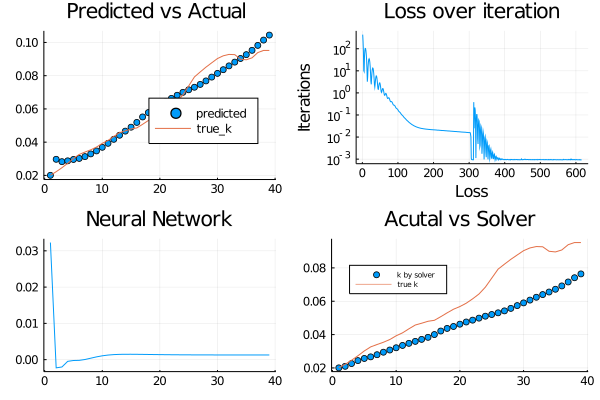 Predicted vs Actual
0.10
0.08
0.06
0.04
0.02
0 10 20 30 40
predicted
true_k
Loss over iteration
Iterations
10²
10¹
10⁰
10⁻¹
10⁻²
10⁻³
0 100 200 300 400 500 600
Loss
Neural Network
0.03
0.02
0.01
0.00
0 10 20 30 40
Acutal vs Solver
0.08
0.06
0.04
0.02
0 10 20 30 40
k by solver
true k